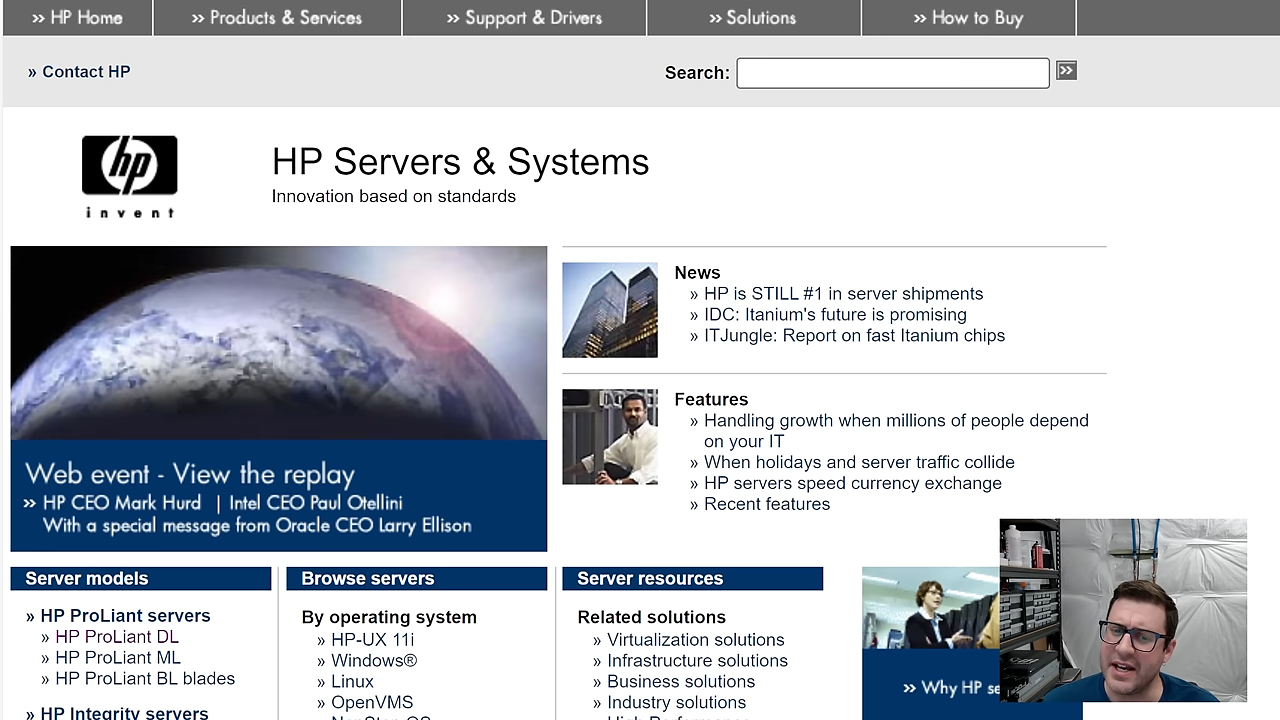 » HP Home
» Products & Services
» Support & Drivers
» Solutions
» How to Buy
» Contact HP
Search:
»
hp
invent
HP Servers & Systems
Innovation based on standards
News
» HP is STILL #1 in server shipments
» IDC: Itanium's future is promising
» ITJungle: Report on fast Itanium chips
Features
» Handling growth when millions of people depend
on your IT
» When holidays and server traffic collide
» HP servers speed currency exchange
» Recent features
Web event - View the replay
» HP CEO Mark Hurd | Intel CEO Paul Otellini
With a special message from Oracle CEO Larry Ellison
Server models
» HP ProLiant servers
» HP ProLiant DL
» HP ProLiant ML
» HP ProLiant BL blades
» HP Integrity servers
Browse servers
By operating system
» HP-UX 11i
» Windows®
» Linux
» OpenVMS
» NonStop OS
Server resources
Related solutions
» Virtualization solutions
» Infrastructure solutions
» Business solutions
» Industry solutions
» High Performance
» Why HP se